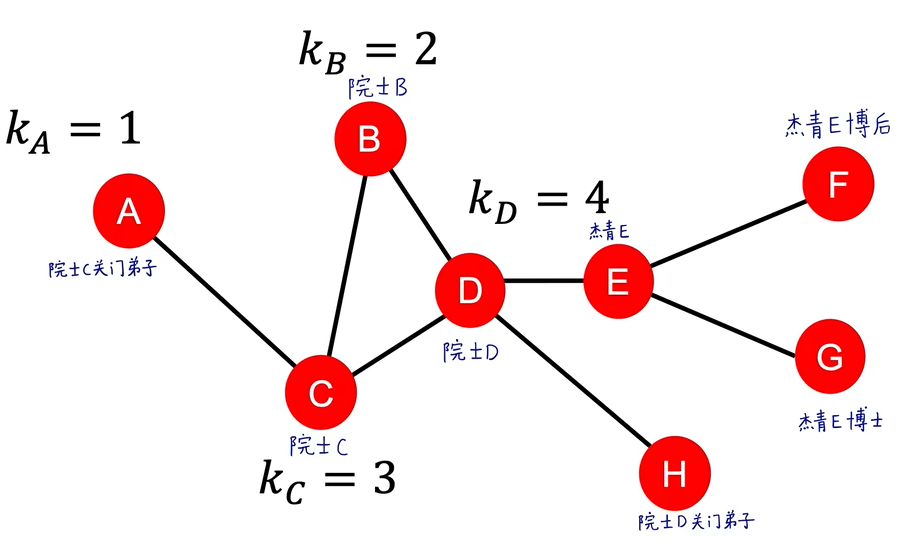 k_B = 2
院士B
k_A = 1
B
杰青E博后
A
F
k_D = 4
杰青E
院士C关门弟子
D
E
院士D
G
C
杰青E博士
院士C
k_C = 3
H
院士D关门弟子